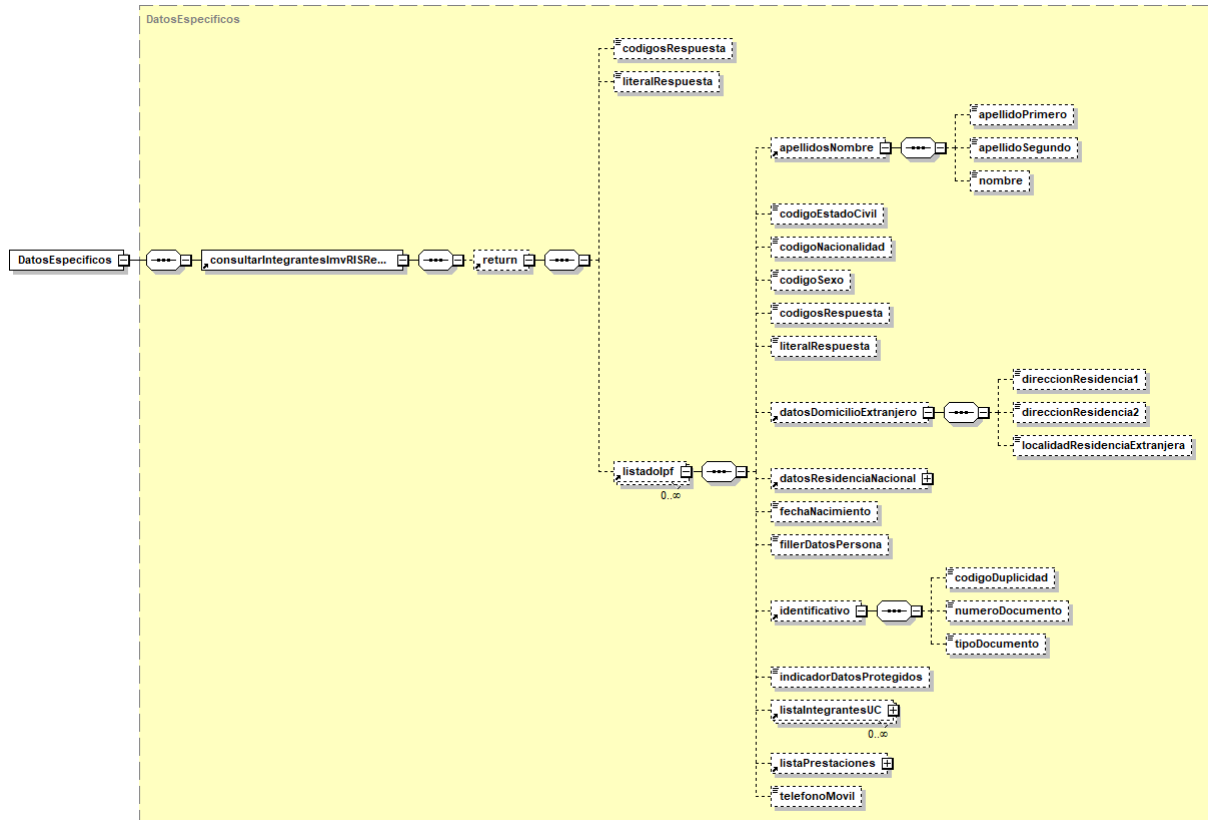 DatosEspecificos
codigosRespuesta
literalRespuesta
apellidoPrimero
apellidosNombre
apellidoSegundo
nombre
codigoEstadoCivil
codigoNacionalidad
DatosEspecificos
consultarIntegrantesImvRISRe...
return
codigoSexo
codigosRespuesta
literalRespuesta
direccionResidencia1
datosDomicilioExtranjero
direccionResidencia2
localidadResidenciaExtranjera
listadoIpf
0..∞
datosResidenciaNacional
fechaNacimiento
fillerDatosPersona
codigoDuplicidad
identificativo
numeroDocumento
tipoDocumento
indicadorDatosProtegidos
listaIntegrantesUC
0..∞
listaPrestaciones
telefonoMovil